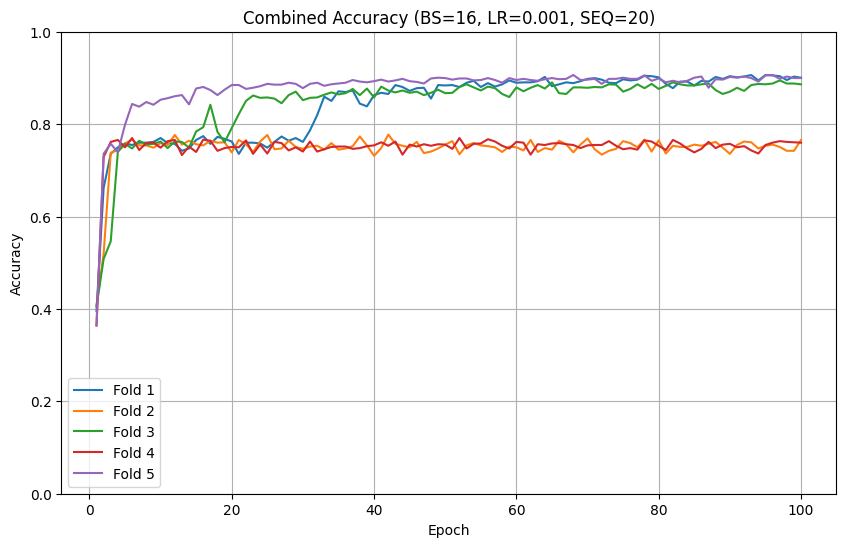 Combined Accuracy (BS=16, LR=0.001, SEQ=20)
1.0
0.8
0.6
0.4
0.2
0.0
Accuracy
Fold 1
Fold 2
Fold 3
Fold 4
Fold 5
0 20 40 60 80 100
Epoch